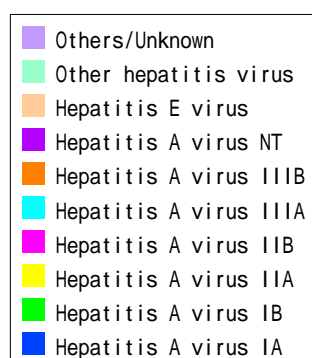 Others/Unknown
Other hepatitis virus
Hepatitis E virus
Hepatitis A virus NT
Hepatitis A virus IIIB
Hepatitis A virus IIIA
Hepatitis A virus IIB
Hepatitis A virus IIA
Hepatitis A virus IB
Hepatitis A virus IA